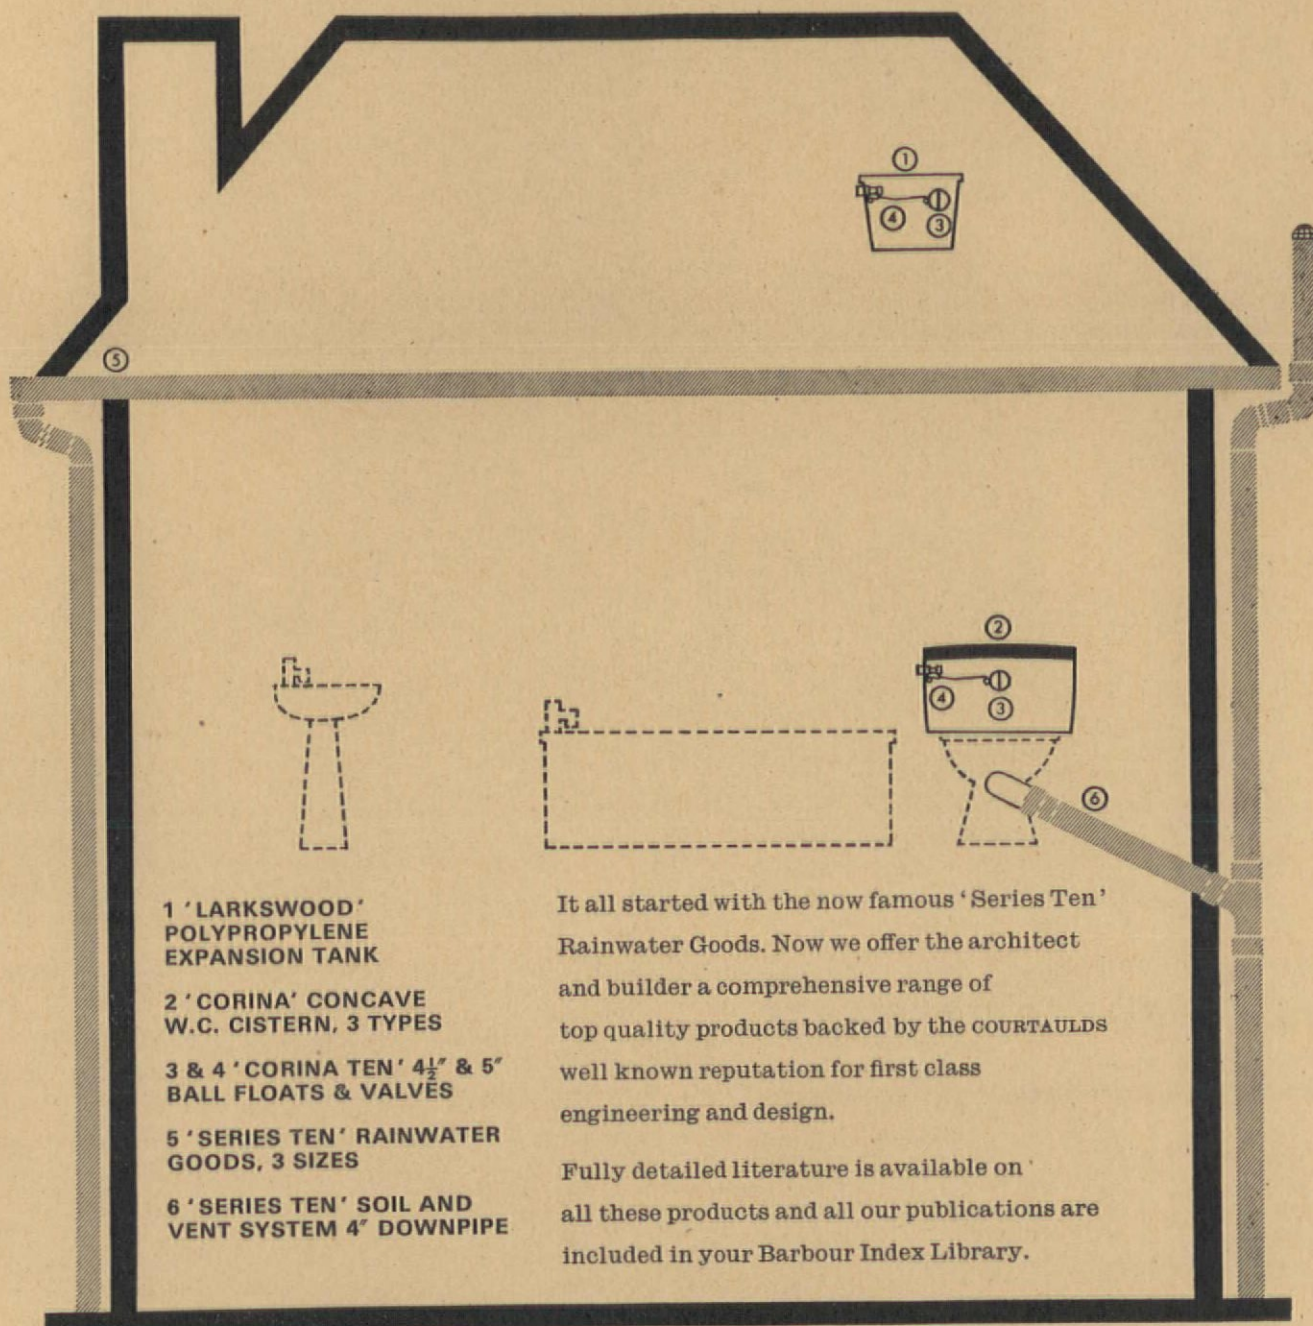 ①
④
③
⑤
②
④
③
⑥
1 'LARKSWOOD'
POLYPROPYLENE
EXPANSION TANK
2 'CORINA' CONCAVE
W.C. CISTERN, 3 TYPES
3 & 4 'CORINA TEN' 4½″ & 5″
BALL FLOATS & VALVES
5 'SERIES TEN' RAINWATER
GOODS, 3 SIZES
6 'SERIES TEN' SOIL AND
VENT SYSTEM 4″ DOWNPIPE
It all started with the now famous 'Series Ten'
Rainwater Goods. Now we offer the architect
and builder a comprehensive range of
top quality products backed by the COURTAULDS
well known reputation for first class
engineering and design.
Fully detailed literature is available on
all these products and all our publications are
included in your Barbour Index Library.